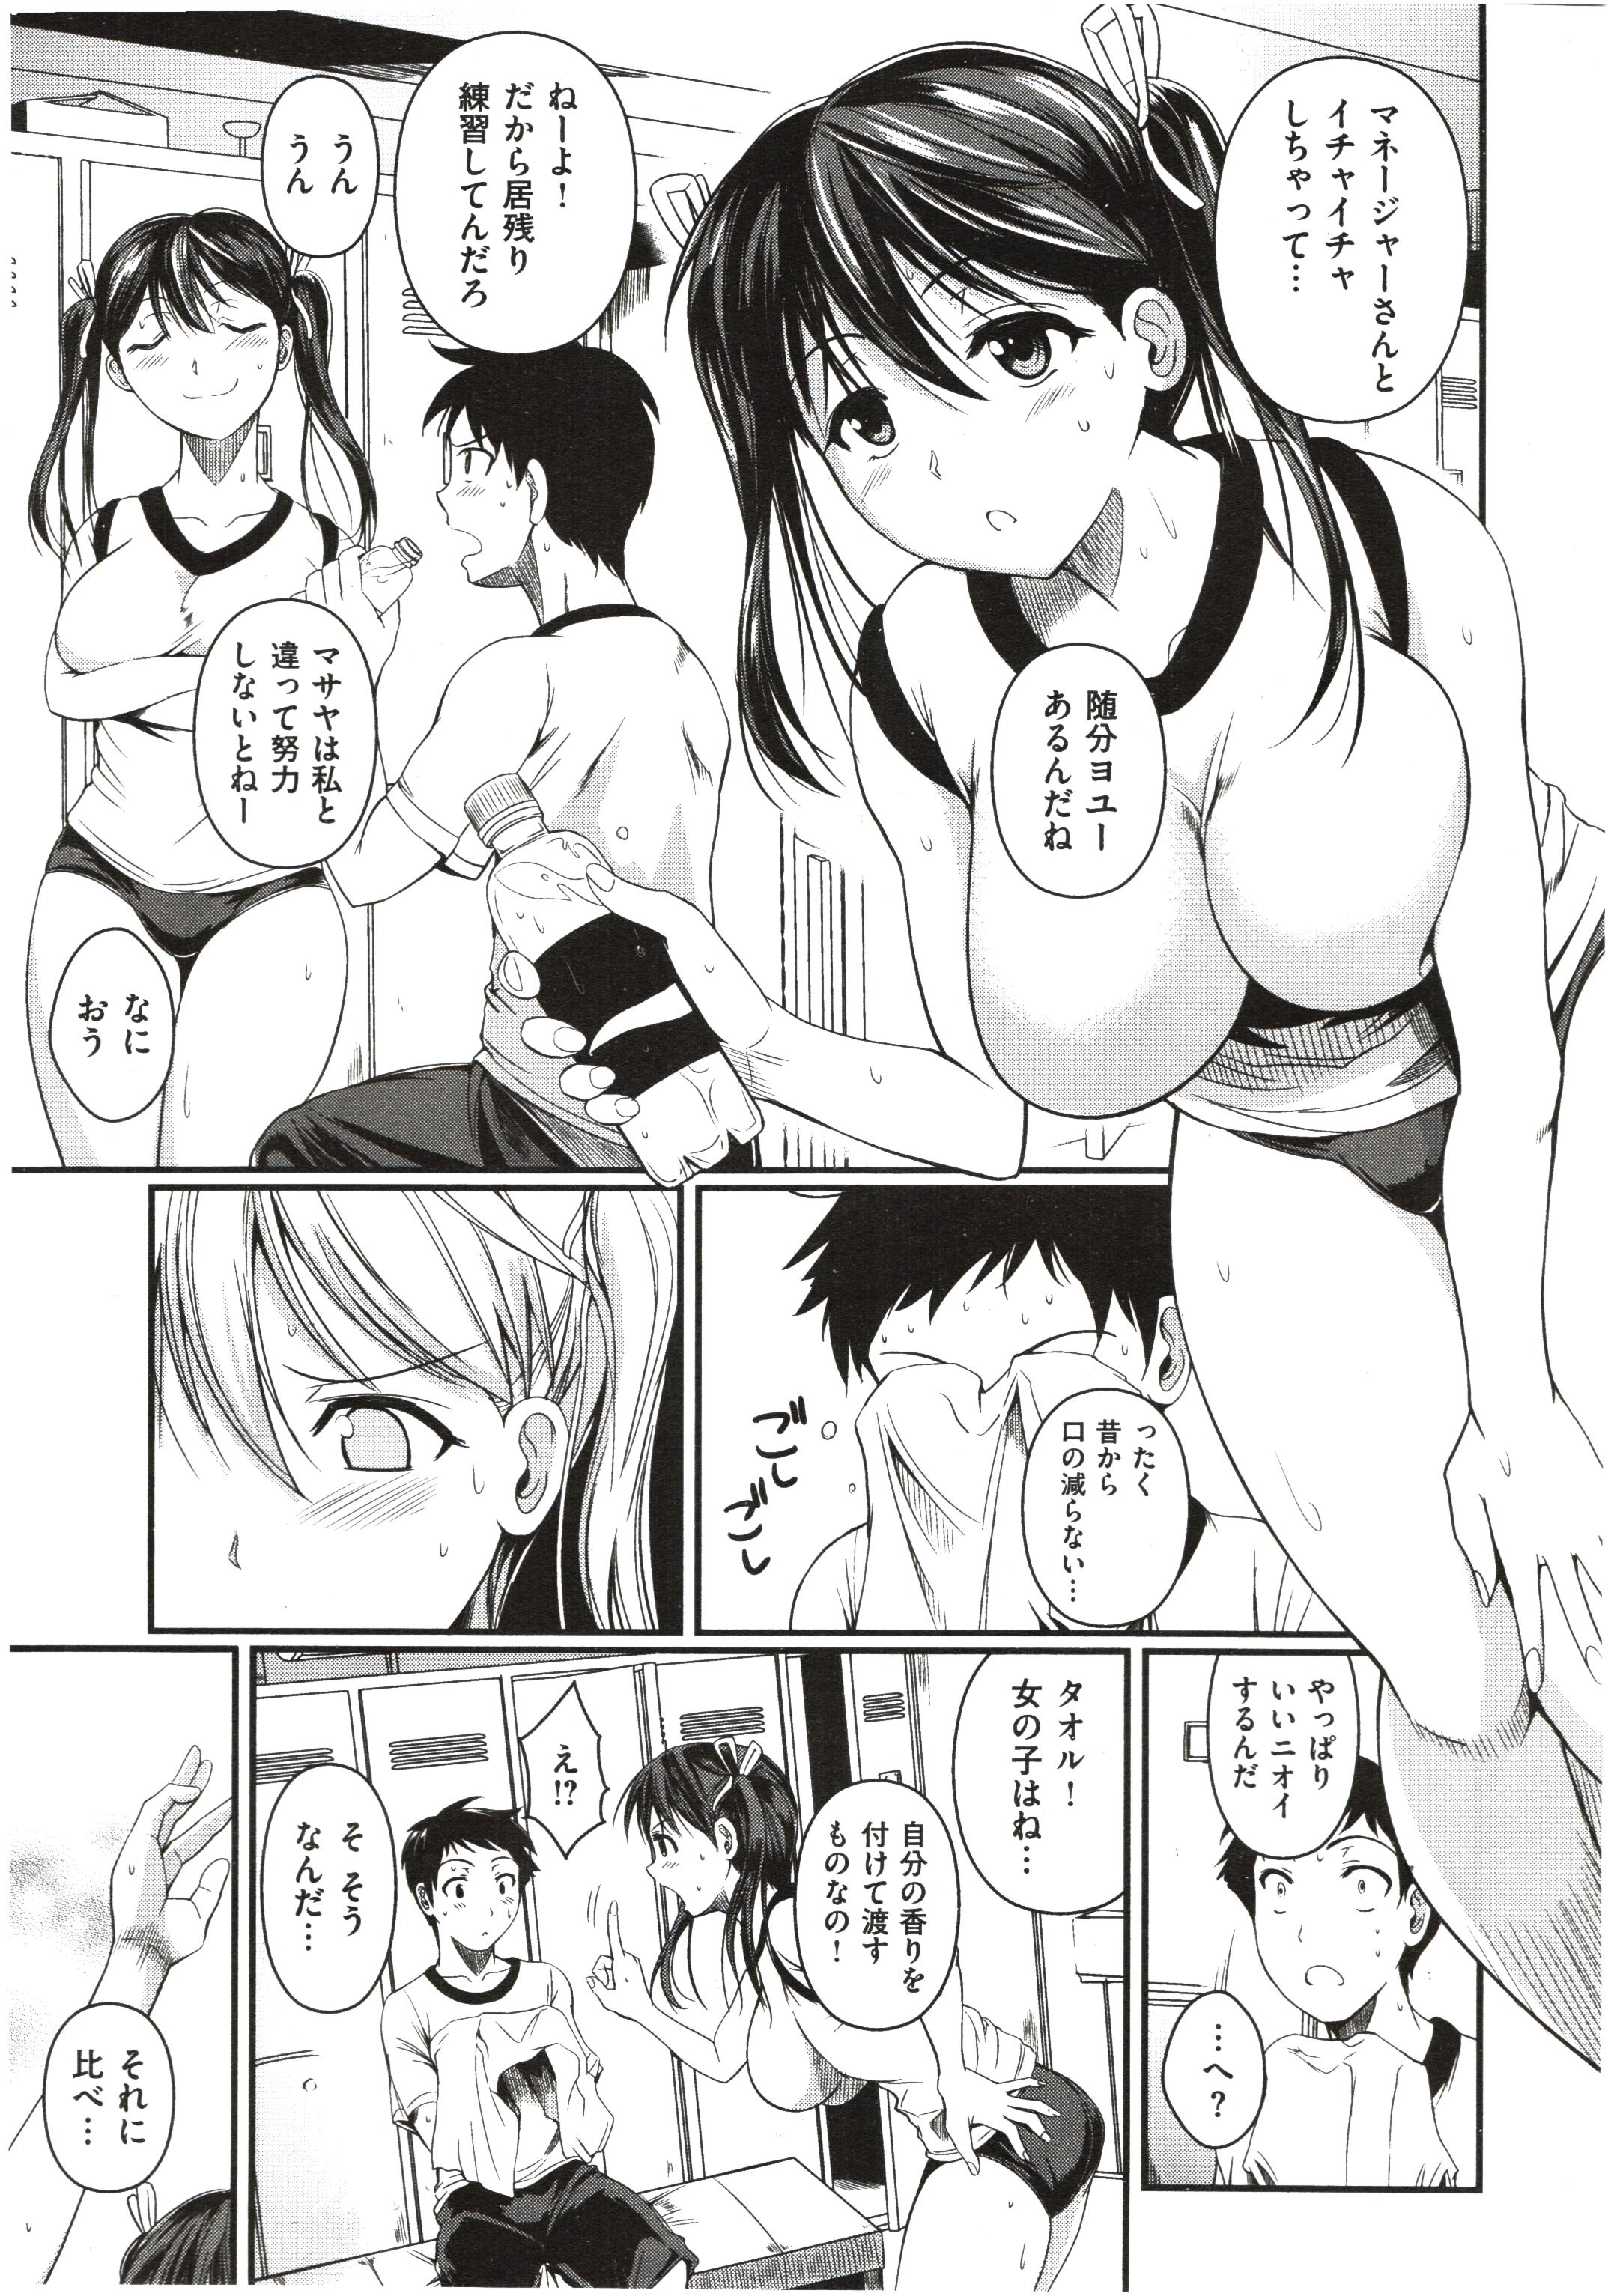 マネージャーさんと
イチャイチャ
しちゃって…
随分ヨユー
あるんだね
ねーよ！
だから居残り
練習してんだろ
うん
うん
マサヤは私と
違って努力
しないとねー
なに
おう
ったく
昔から
口の減らない…
ごし
ごし
やっぱり
いいニオイ
するんだ
…へ？
タオル！
女の子はね…
自分の香りを
付けて渡す
ものなの！
え!?
そ そう
なんだ…
それに
比べ…